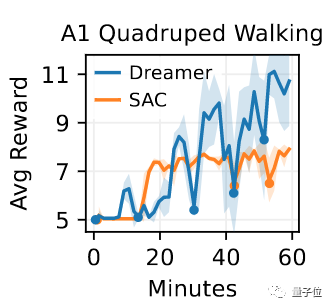 A1 Quadruped Walking
Avg Reward
11
9
7
5
Dreamer
SAC
0
20
40
60
Minutes
量子位